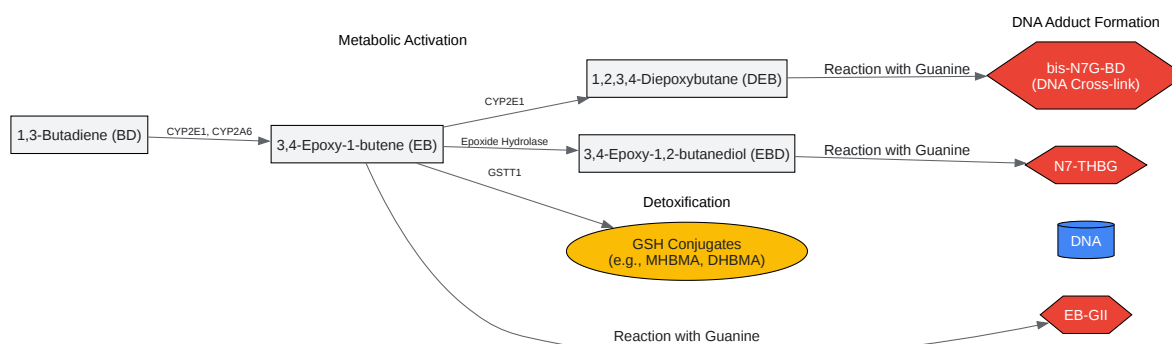 DNA Adduct Formation
Metabolic Activation
1,2,3,4-Diepoxybutane (DEB)
Reaction with Guanine
bis-N7G-BD
(DNA Cross-link)
CYP2E1
1,3-Butadiene (BD)
CYP2E1, CYP2A6
3,4-Epoxy-1-butene (EB)
Epoxide Hydrolase
3,4-Epoxy-1,2-butanediol (EBD)
Reaction with Guanine
N7-THBG
GSTT1
Detoxification
GSH Conjugates
(e.g., MHBMA, DHBMA)
DNA
EB-GII
Reaction with Guanine